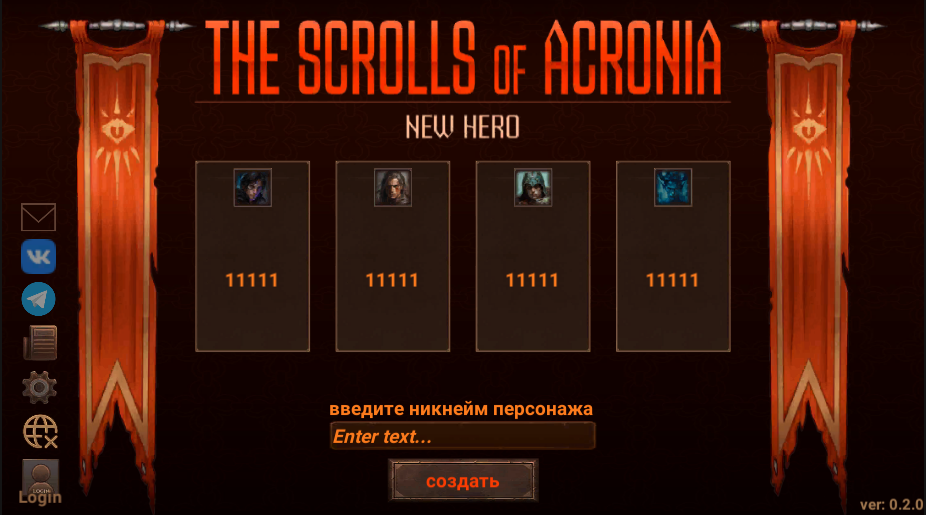 THE SCROLLS OF ACRONIA
NEW HERO
11111 11111 11111 11111
введите никнейм персонажа
Enter text...
создать
LOGIN
Login
ver: 0.2.0